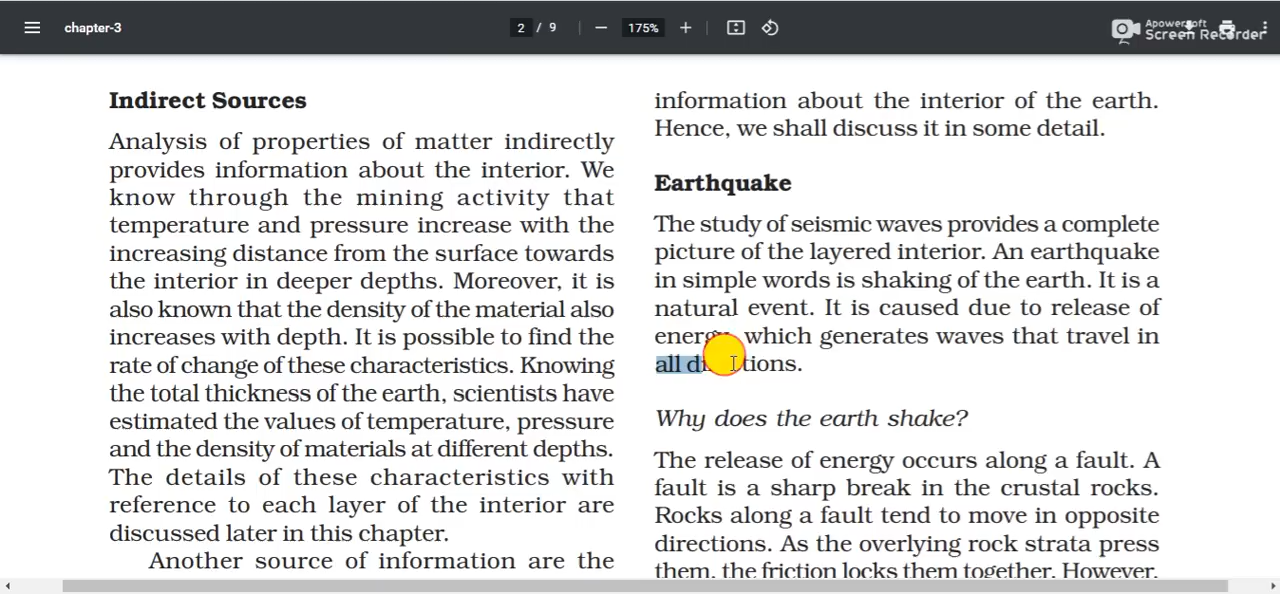 chapter-3
2 / 9
175%
Apowersoft
Screen Recorder
Indirect Sources
Analysis of properties of matter indirectly
provides information about the interior. We
know through the mining activity that
temperature and pressure increase with the
increasing distance from the surface towards
the interior in deeper depths. Moreover, it is
also known that the density of the material also
increases with depth. It is possible to find the
rate of change of these characteristics. Knowing
the total thickness of the earth, scientists have
estimated the values of temperature, pressure
and the density of materials at different depths.
The details of these characteristics with
reference to each layer of the interior are
discussed later in this chapter.
Another source of information are the
information about the interior of the earth.
Hence, we shall discuss it in some detail.
Earthquake
The study of seismic waves provides a complete
picture of the layered interior. An earthquake
in simple words is shaking of the earth. It is a
natural event. It is caused due to release of
energy, which generates waves that travel in
all directions.
Why does the earth shake?
The release of energy occurs along a fault. A
fault is a sharp break in the crustal rocks.
Rocks along a fault tend to move in opposite
directions. As the overlying rock strata press
them, the friction locks them together. However,